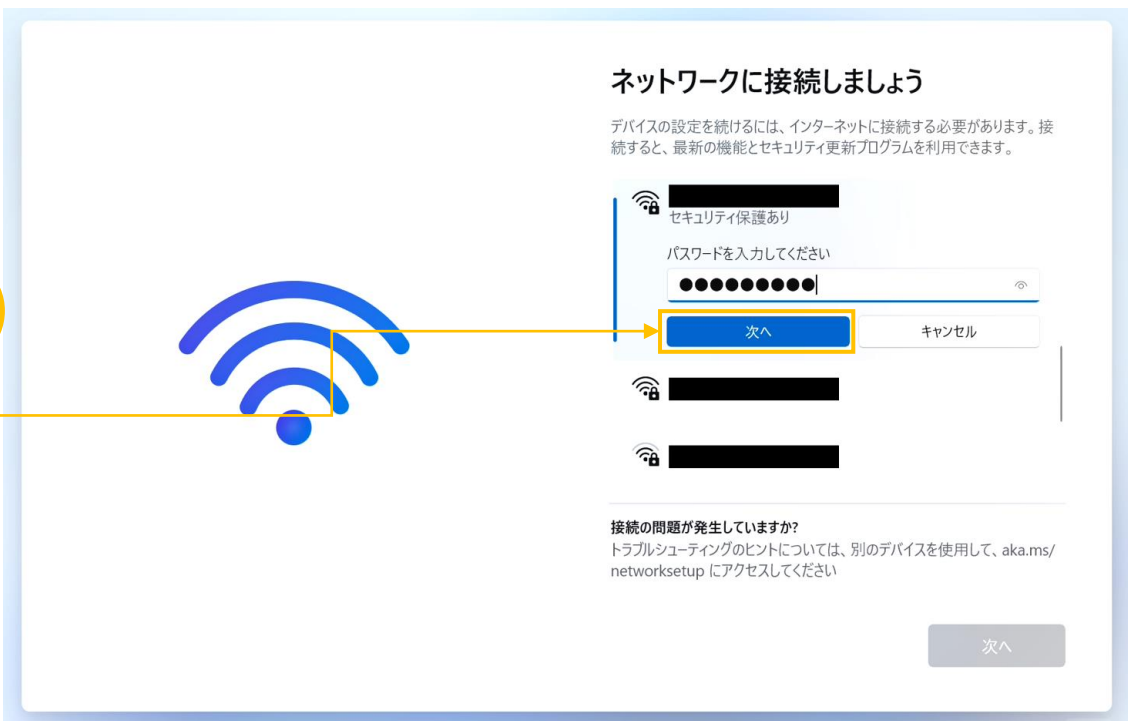 ネットワークに接続しましょう
デバイスの設定を続けるには、インターネットに接続する必要があります。接
続すると、最新の機能とセキュリティ更新プログラムを利用できます。
セキュリティ保護あり
パスワードを入力してください
●●●●●●●●●
次へ
キャンセル
接続の問題が発生していますか?
トラブルシューティングのヒントについては、別のデバイスを使用して、aka.ms/
networksetup にアクセスしてください
次へ